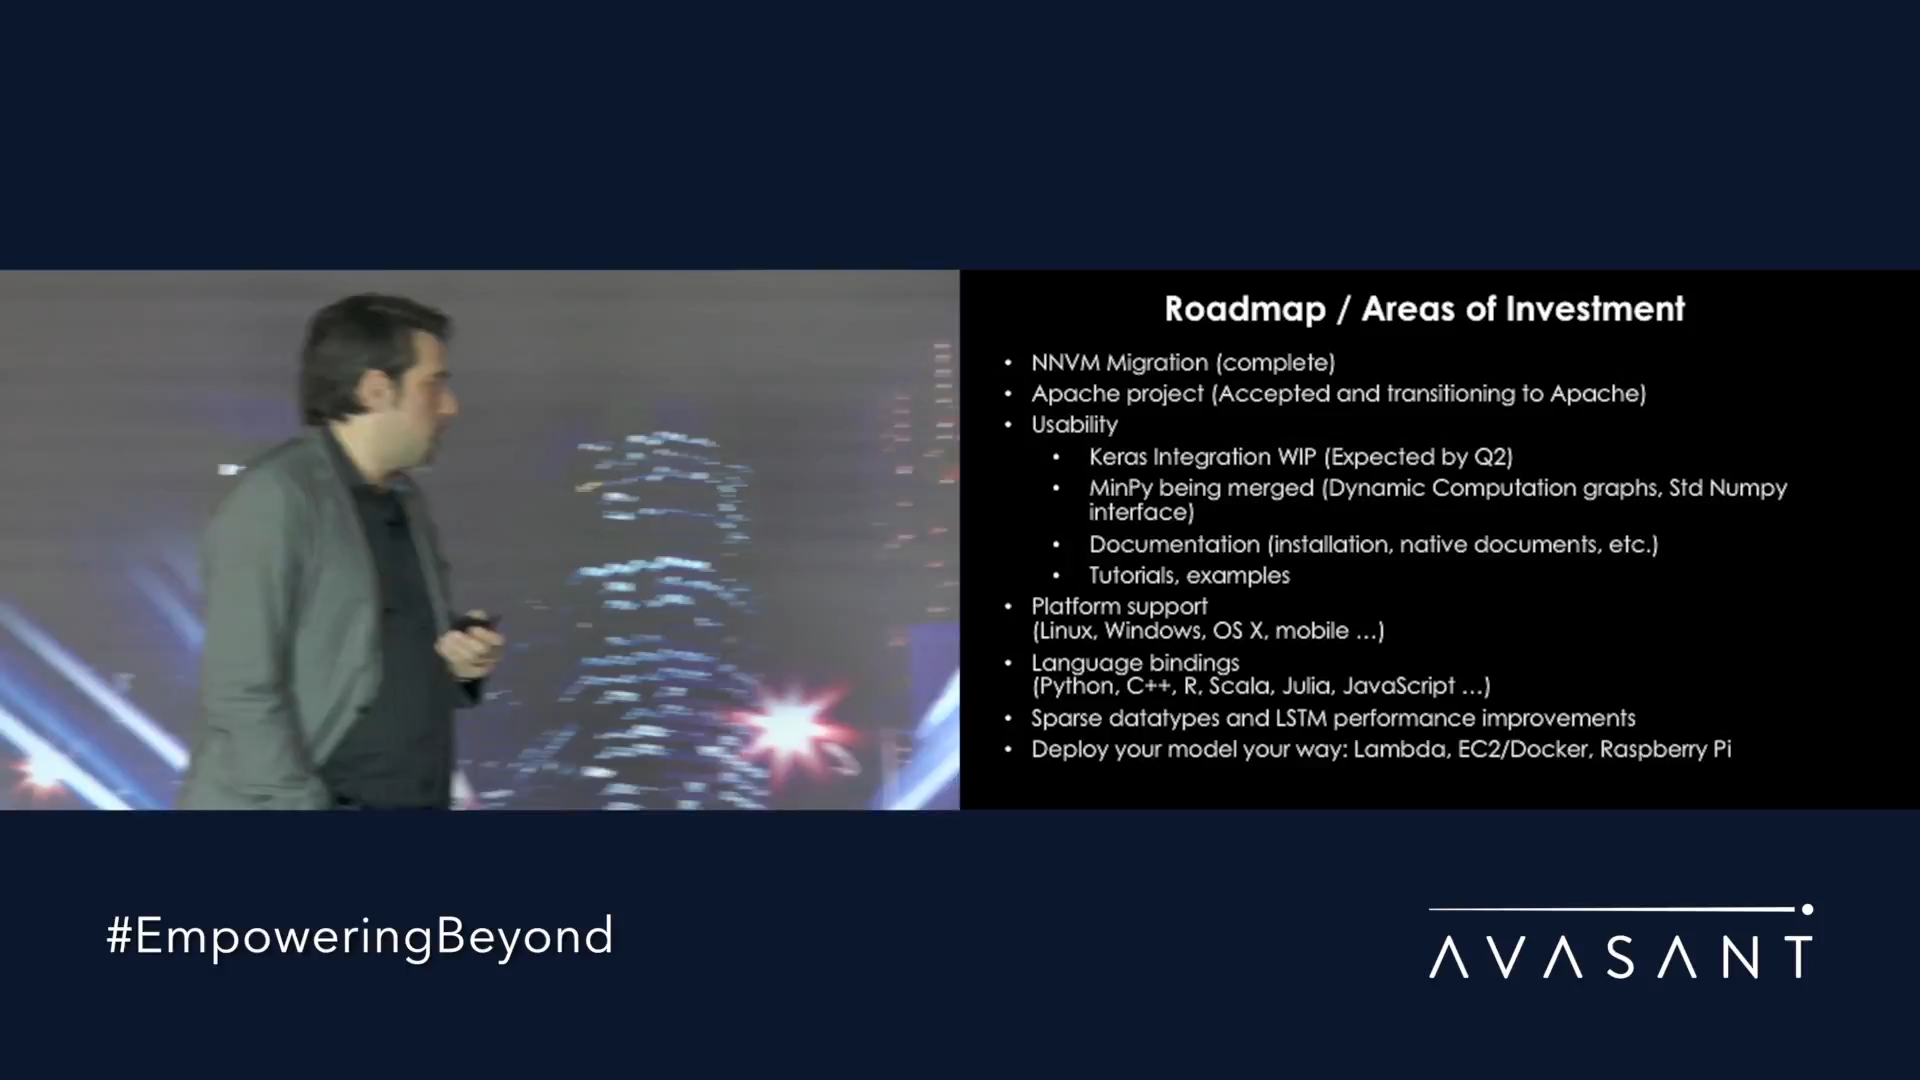 Roadmap / Areas of Investment
• NNVM Migration (complete)
• Apache project (Accepted and transitioning to Apache)
• Usability
• Keras Integration WIP (Expected by Q2)
• MinPy being merged (Dynamic Computation graphs, Std Numpy
interface)
• Documentation (installation, native documents, etc.)
• Tutorials, examples
• Platform support
(Linux, Windows, OS X, mobile ...)
• Language bindings
(Python, C++, R, Scala, Julia, JavaScript ...)
• Sparse datatypes and LSTM performance improvements
• Deploy your model your way: Lambda, EC2/Docker, Raspberry Pi
#EmpoweringBeyond
AVASANT